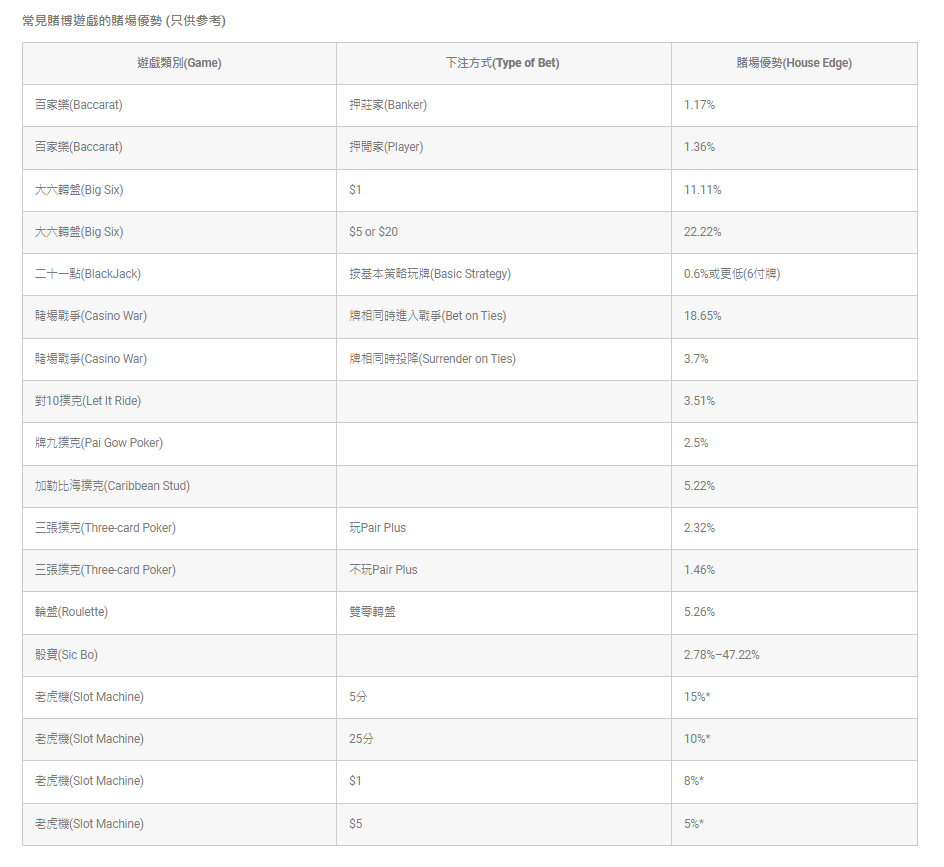 常見賭博遊戲的賭場優勢 (只供參考)
遊戲類別(Game) 下注方式(Type of Bet) 賭場優勢(House Edge)
百家樂(Baccarat) 押莊家(Banker) 1.17%
百家樂(Baccarat) 押閒家(Player) 1.36%
大六轉盤(Big Six) $1 11.11%
大六轉盤(Big Six) $5 or $20 22.22%
二十一點(BlackJack) 按基本策略玩牌(Basic Strategy) 0.6%或更低(6付牌)
賭場戰爭(Casino War) 牌相同時進入戰爭(Bet on Ties) 18.65%
賭場戰爭(Casino War) 牌相同時投降(Surrender on Ties) 3.7%
對10撲克(Let It Ride) 3.51%
牌九撲克(Pai Gow Poker) 2.5%
加勒比海撲克(Caribbean Stud) 5.22%
三張撲克(Three-card Poker) 玩Pair Plus 2.32%
三張撲克(Three-card Poker) 不玩Pair Plus 1.46%
輪盤(Roulette) 雙零轉盤 5.26%
骰寶(Sic Bo) 2.78%–47.22%
老虎機(Slot Machine) 5分 15%*
老虎機(Slot Machine) 25分 10%*
老虎機(Slot Machine) $1 8%*
老虎機(Slot Machine) $5 5%*